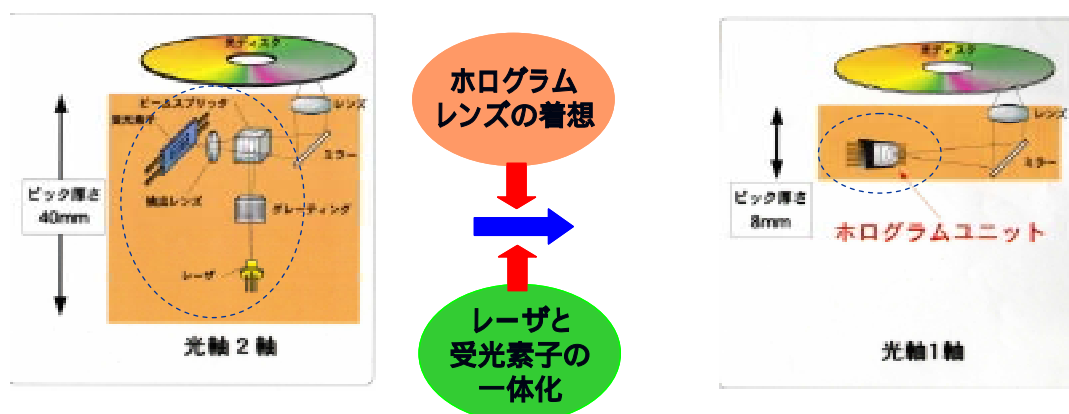 光ディスク
レンズ
ビームスプリッタ
受光素子
ミラー
ピック厚さ
40mm
検出レンズ
グレーティング
レーザ
光軸2軸
ホログラム
レンズの着想
レーザと
受光素子の
一体化
光ディスク
レンズ
ミラー
ピック厚さ
8mm
ホログラムユニット
光軸1軸